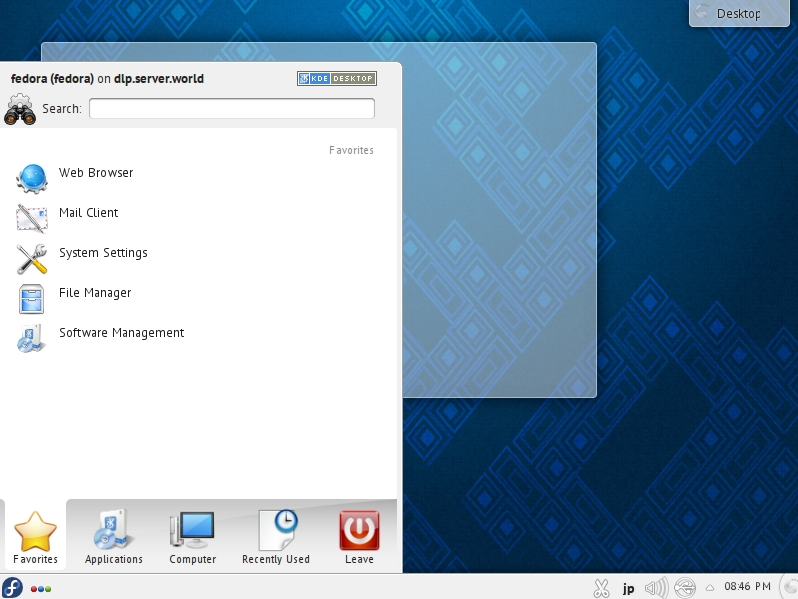 Desktop
fedora (fedora) on dlp.server.world
KDE DESKTOP
Search:
Favorites
Web Browser
Mail Client
System Settings
File Manager
Software Management
Favorites
Applications
Computer
Recently Used
Leave
jp
08:46 PM